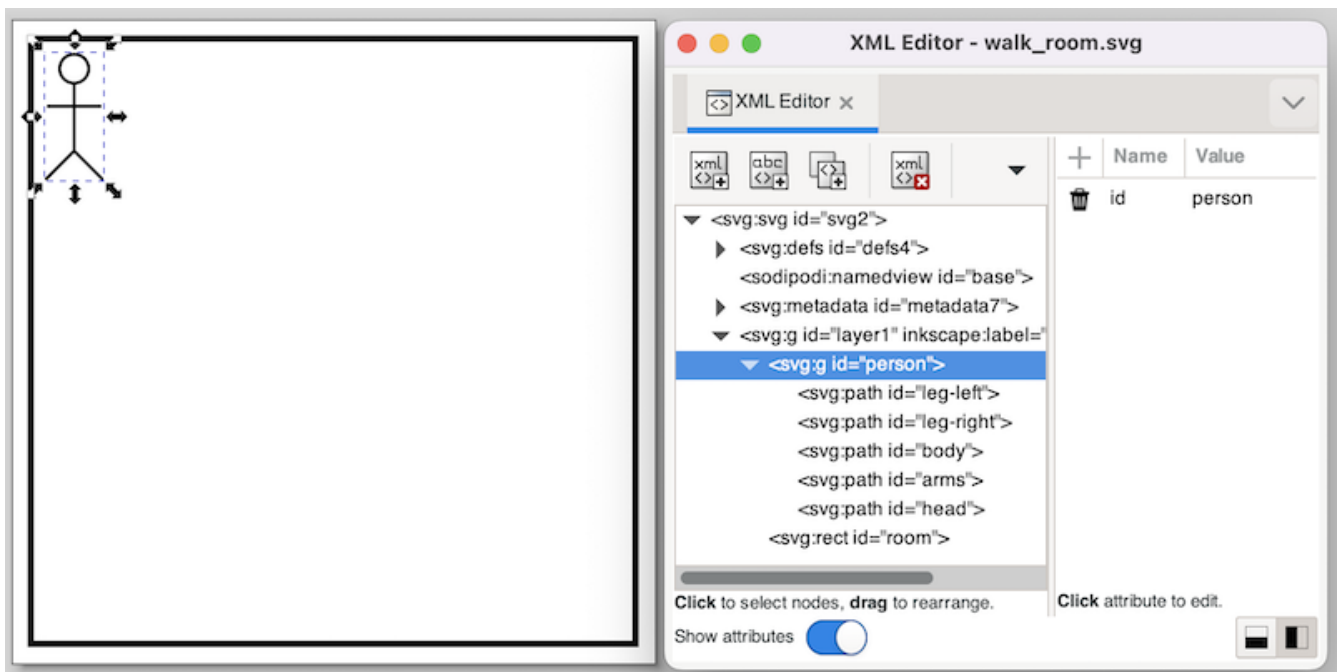 XML Editor - walk_room.svg
XML Editor
xml
abc
xml
Name Value
id person
<svg:svg id="svg2">
<svg:defs id="defs4">
<sodipodi:namedview id="base">
<svg:metadata id="metadata7">
<svg:g id="layer1" inkscape:label="
<svg:g id="person">
<svg:path id="leg-left">
<svg:path id="leg-right">
<svg:path id="body">
<svg:path id="arms">
<svg:path id="head">
<svg:rect id="room">
Click to select nodes, drag to rearrange.
Click attribute to edit.
Show attributes